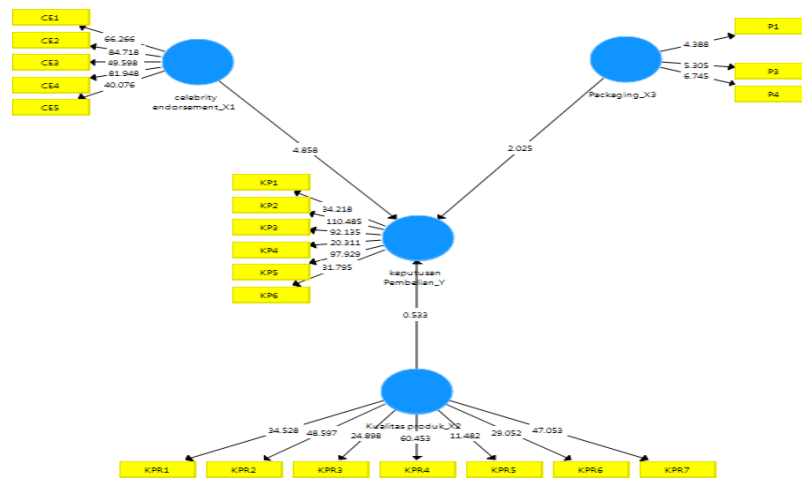 CE1
CE2
CE3
CE4
CE5
66.266
84.718
49.598
81.948
40.076
celebrity
endorsement_X1
P1
P3
P4
4.388
5.305
6.745
Packaging_X3
4.858
2.025
KP1
KP2
KP3
KP4
KP5
KP6
34.218
110.485
92.135
20.311
97.929
31.795
keputusan
Pembelian_Y
0.533
Kualitas produk_X2
34.528
48.597
24.898
60.453
11.482
29.052
47.053
KPR1
KPR2
KPR3
KPR4
KPR5
KPR6
KPR7